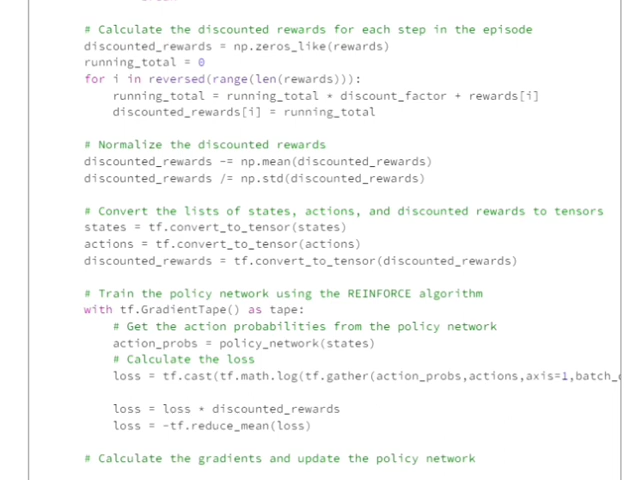 # Calculate the discounted rewards for each step in the episode
discounted_rewards = np.zeros_like(rewards)
running_total = 0
for i in reversed(range(len(rewards))):
running_total = running_total * discount_factor + rewards[i]
discounted_rewards[i] = running_total
# Normalize the discounted rewards
discounted_rewards -= np.mean(discounted_rewards)
discounted_rewards /= np.std(discounted_rewards)
# Convert the lists of states, actions, and discounted rewards to tensors
states = tf.convert_to_tensor(states)
actions = tf.convert_to_tensor(actions)
discounted_rewards = tf.convert_to_tensor(discounted_rewards)
# Train the policy network using the REINFORCE algorithm
with tf.GradientTape() as tape:
# Get the action probabilities from the policy network
action_probs = policy_network(states)
# Calculate the loss
loss = tf.cast(tf.math.log(tf.gather(action_probs,actions,axis=1,batch_
loss = loss * discounted_rewards
loss = -tf.reduce_mean(loss)
# Calculate the gradients and update the policy network